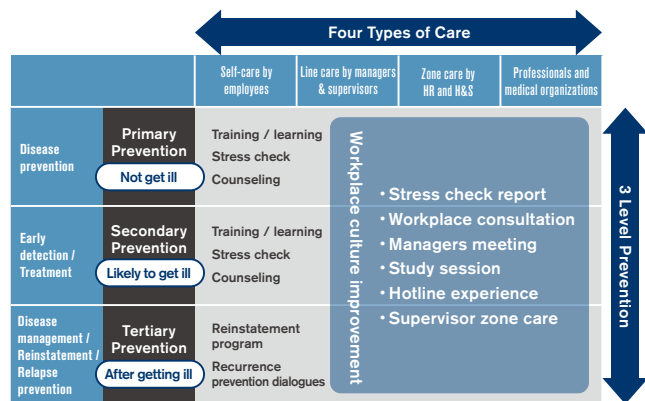 Four Types of Care
Self-care by
employees
Line care by managers
& supervisors
Zone care by
HR and H&S
Professionals and
medical organizations
Disease
prevention
Primary
Prevention
Not get ill
Training / learning
Stress check
Counseling
Early
detection /
Treatment
Secondary
Prevention
Likely to get ill
Training / learning
Stress check
Counseling
Disease
management /
Reinstatement /
Relapse
prevention
Tertiary
Prevention
After getting ill
Reinstatement
program
Recurrence
prevention dialogues
Workplace culture improvement
・Stress check report
・Workplace consultation
・Managers meeting
・Study session
・Hotline experience
・Supervisor zone care
3 Level Prevention